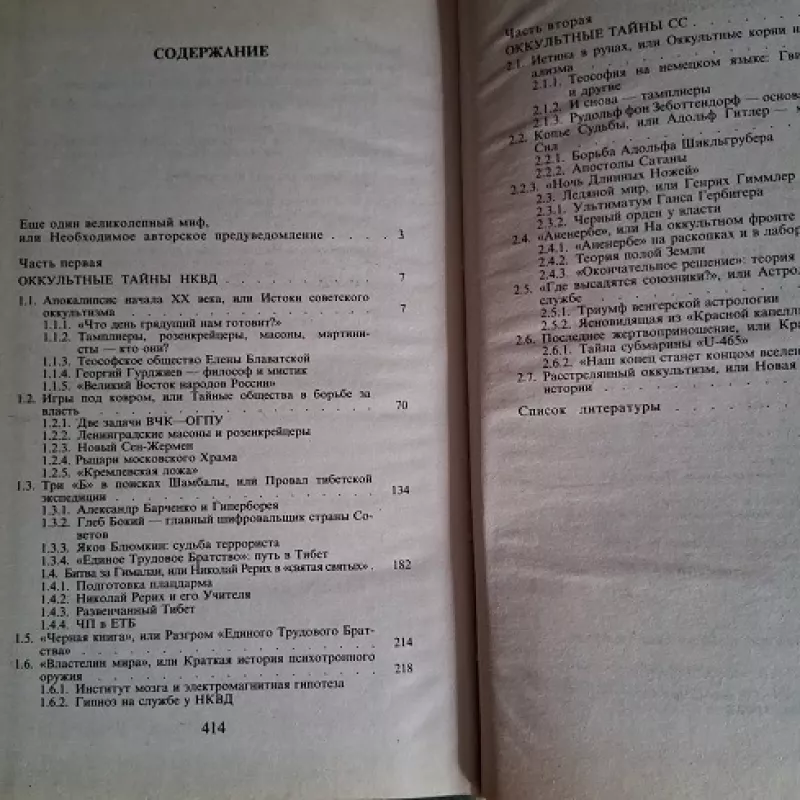 СОДЕРЖАНИЕ
Еще один великолепный миф,
или Необходимое авторское предуведомление . . . . 3
Часть первая
ОККУЛЬТНЫЕ ТАЙНЫ НКВД . . . . . . . . . 7
1.1. Апокалипсис начала XX века, или Истоки советского
оккультизма . . . . . . . . . . . . . . . 7
1.1.1. «Что день грядущий нам готовит?»
1.1.2. Тамплиеры, розенкрейцеры, масоны, мартини-
сты — кто они?
1.1.3. Теософское общество Елены Блаватской
1.1.4. Георгий Гурджиев — философ и мистик
1.1.5. «Великий Восток народов России»
1.2. Игры под ковром, или Тайные общества в борьбе за
власть . . . . . . . . . . . . . . . . . 70
1.2.1. Две задачи ВЧК—ОГПУ
1.2.2. Ленинградские масоны и розенкрейцеры
1.2.3. Новый Сен-Жермен
1.2.4. Рыцари московского Храма
1.2.5. «Кремлевская ложа»
1.3. Три «Б» в поисках Шамбалы, или Провал тибетской
экспедиции . . . . . . . . . . . . . . . 134
1.3.1. Александр Барченко и Гиперборея
1.3.2. Глеб Бокий — главный шифровальщик страны Со-
ветов
1.3.3. Яков Блюмкин: судьба террориста
1.3.4. «Единое Трудовое Братство»: путь в Тибет
1.4. Битва за Гималаи, или Николай Рерих в «святая святых» . 182
1.4.1. Подготовка плацдарма
1.4.2. Николай Рерих и его Учителя
1.4.3. Развенчанный Тибет
1.4.4. ЧП в ЕТБ
1.5. «Черная книга», или Разгром «Единого Трудового Брат-
ства» . . . . . . . . . . . . . . . . . 214
1.6. «Властелин мира», или Краткая история психотронного
оружия . . . . . . . . . . . . . . . . . 218
1.6.1. Институт мозга и электромагнитная гипотеза
1.6.2. Гипноз на службе у НКВД
414
Часть вторая
ОККУЛЬТНЫЕ ТАЙНЫ СС . . . . .
2.1. Истина в рунах, или Оккультные корни
ализма . . . . . . . .
2.1.1. Теософия на немецком языке:
и другие
2.1.2. И снова — тамплиеры
2.1.3. Рудольф фон Зеботтендорф —
2.2. Копье Судьбы, или Адольф Гитлер —
Сил . . . . . . . .
2.2.1. Борьба Адольфа Шикльгрубера
2.2.2. Апостолы Сатаны
2.2.3. «Ночь Длинных Ножей»
2.3. Ледяной мир, или Генрих Гиммлер
2.3.1. Ультиматум Ганса Гербигера
2.3.2. Черный орден у власти
2.4. «Аненербе», или На оккультном фронте
2.4.1. «Аненербе» на раскопках и в
2.4.2. Теория полой Земли
2.4.3. «Окончательное решение»: теория
2.5. «Где высадятся союзники?», или
службе . . . . . . . .
2.5.1. Триумф венгерской астрологии
2.5.2. Ясновидящая из «Красной
2.6. Последнее жертвоприношение, или
2.6.1. Тайна субмарины «U-465»
2.6.2. «Наш конец станет концом
2.7. Расстрелянный оккультизм, или Новая
истории . . . . . . . .
Список литературы . . . . .